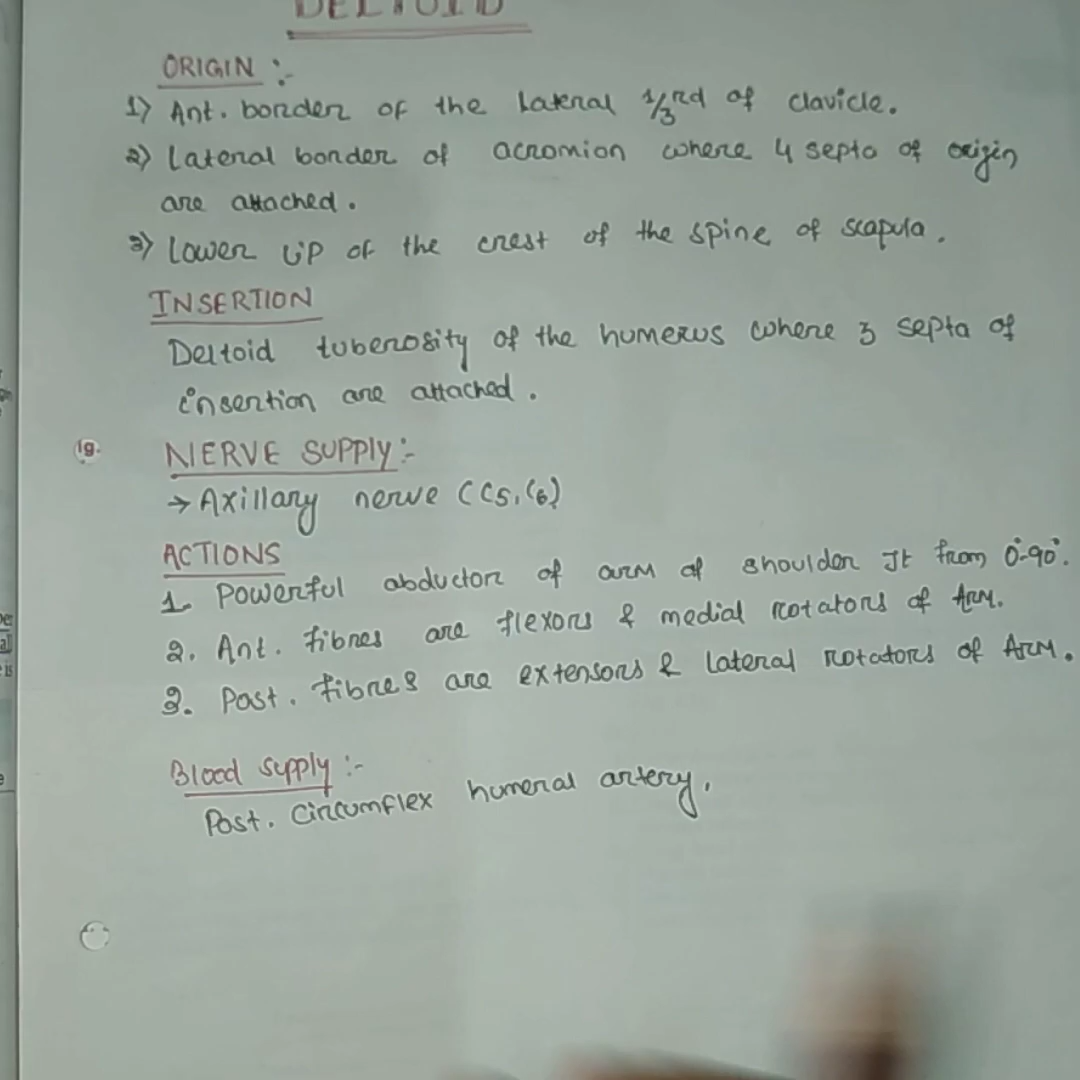 DELTOID
ORIGIN :-
1) Ant. border of the lateral 1/3rd of clavicle.
2) Lateral border of acromion where 4 septa of origin
are attached.
3) Lower lip of the crest of the spine of scapula.
INSERTION
Deltoid tuberosity of the humerus where 3 septa of
insertion are attached.
19.
NERVE SUPPLY:-
→ Axillary nerve (C5, C6)
ACTIONS
1. Powerful abductor of arm at shoulder Jt from 0°-90°.
2. Ant. fibres are flexors & medial rotators of Arm.
3. Post. fibres are extensors & lateral rotators of Arm.
Blood supply :-
Post. Circumflex humeral artery.